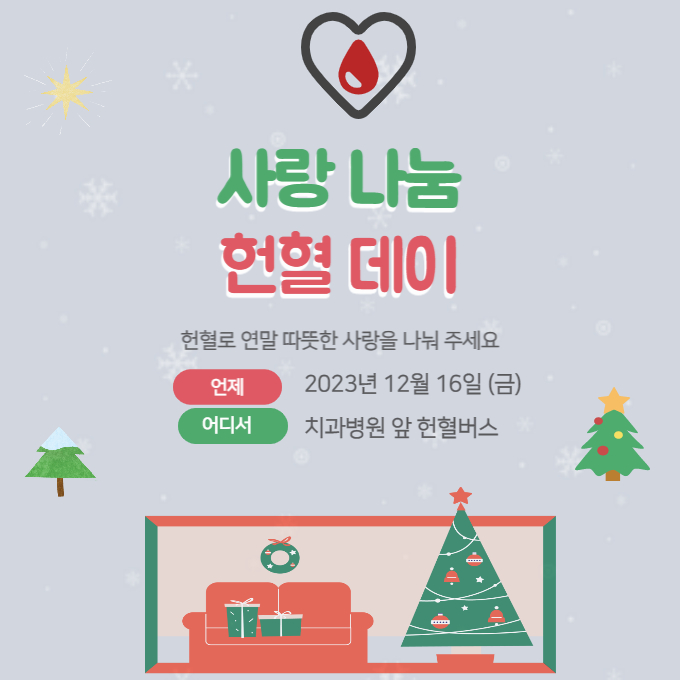 사랑 나눔
헌혈 데이
헌혈로 연말 따뜻한 사랑을 나눠 주세요
언제 2023년 12월 16일 (금)
어디서 치과병원 앞 헌혈버스